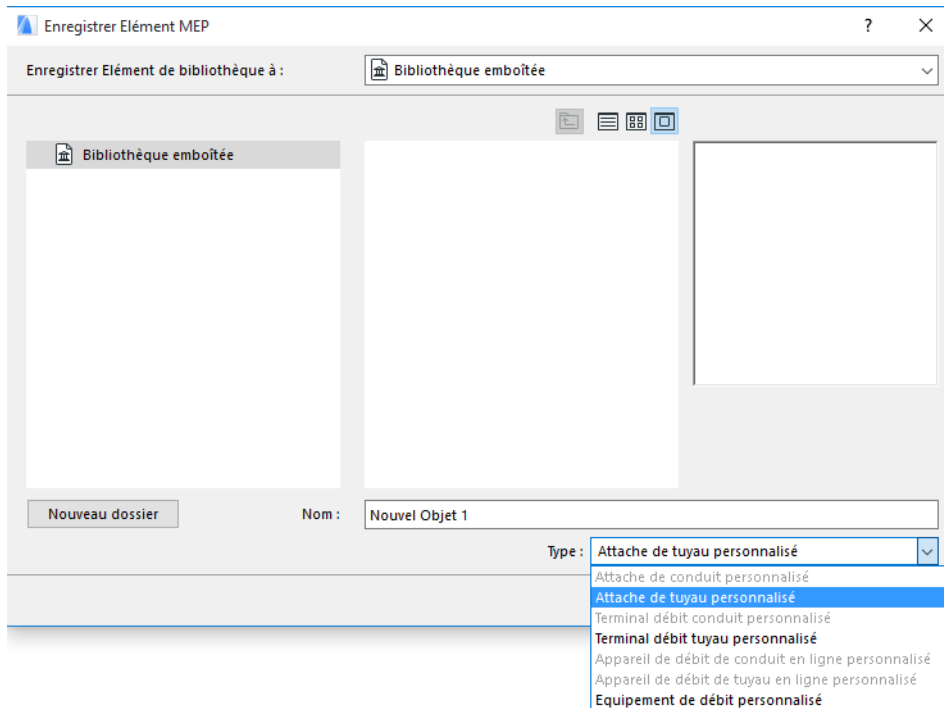 Enregistrer Elément MEP ?
Enregistrer Elément de bibliothèque à : Bibliothèque emboîtée
Bibliothèque emboîtée
Nouveau dossier Nom : Nouvel Objet 1
Type : Attache de tuyau personnalisé
Attache de conduit personnalisé
Attache de tuyau personnalisé
Terminal débit conduit personnalisé
Terminal débit tuyau personnalisé
Appareil de débit de conduit en ligne personnalisé
Appareil de débit de tuyau en ligne personnalisé
Equipement de débit personnalisé